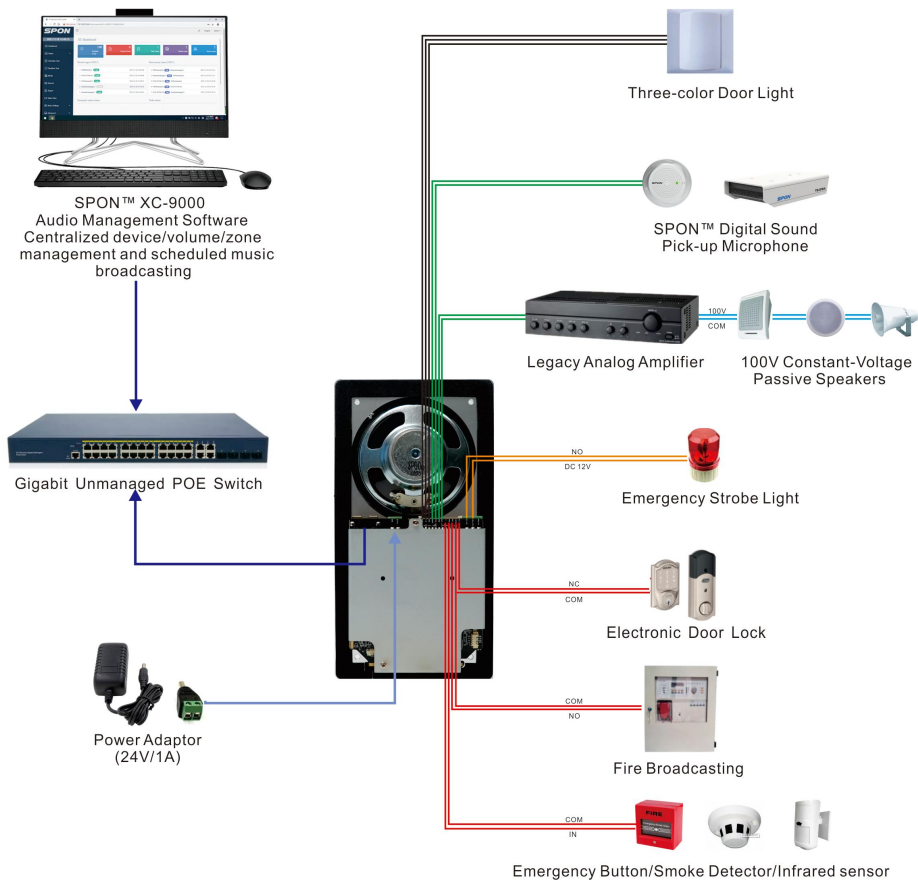 SPON
Three-color Door Light
SPON™ XC-9000
Audio Management Software
Centralized device/volume/zone
management and scheduled music
broadcasting
SPON
SPON
SPON™ Digital Sound
Pick-up Microphone
100V
COM
Legacy Analog Amplifier
100V Constant-Voltage
Passive Speakers
Gigabit Unmanaged POE Switch
NO
DC 12V
Emergency Strobe Light
NC
COM
Electronic Door Lock
Power Adaptor
(24V/1A)
COM
NO
Fire Broadcasting
COM
IN
FIRE
Emergency Button/Smoke Detector/Infrared sensor